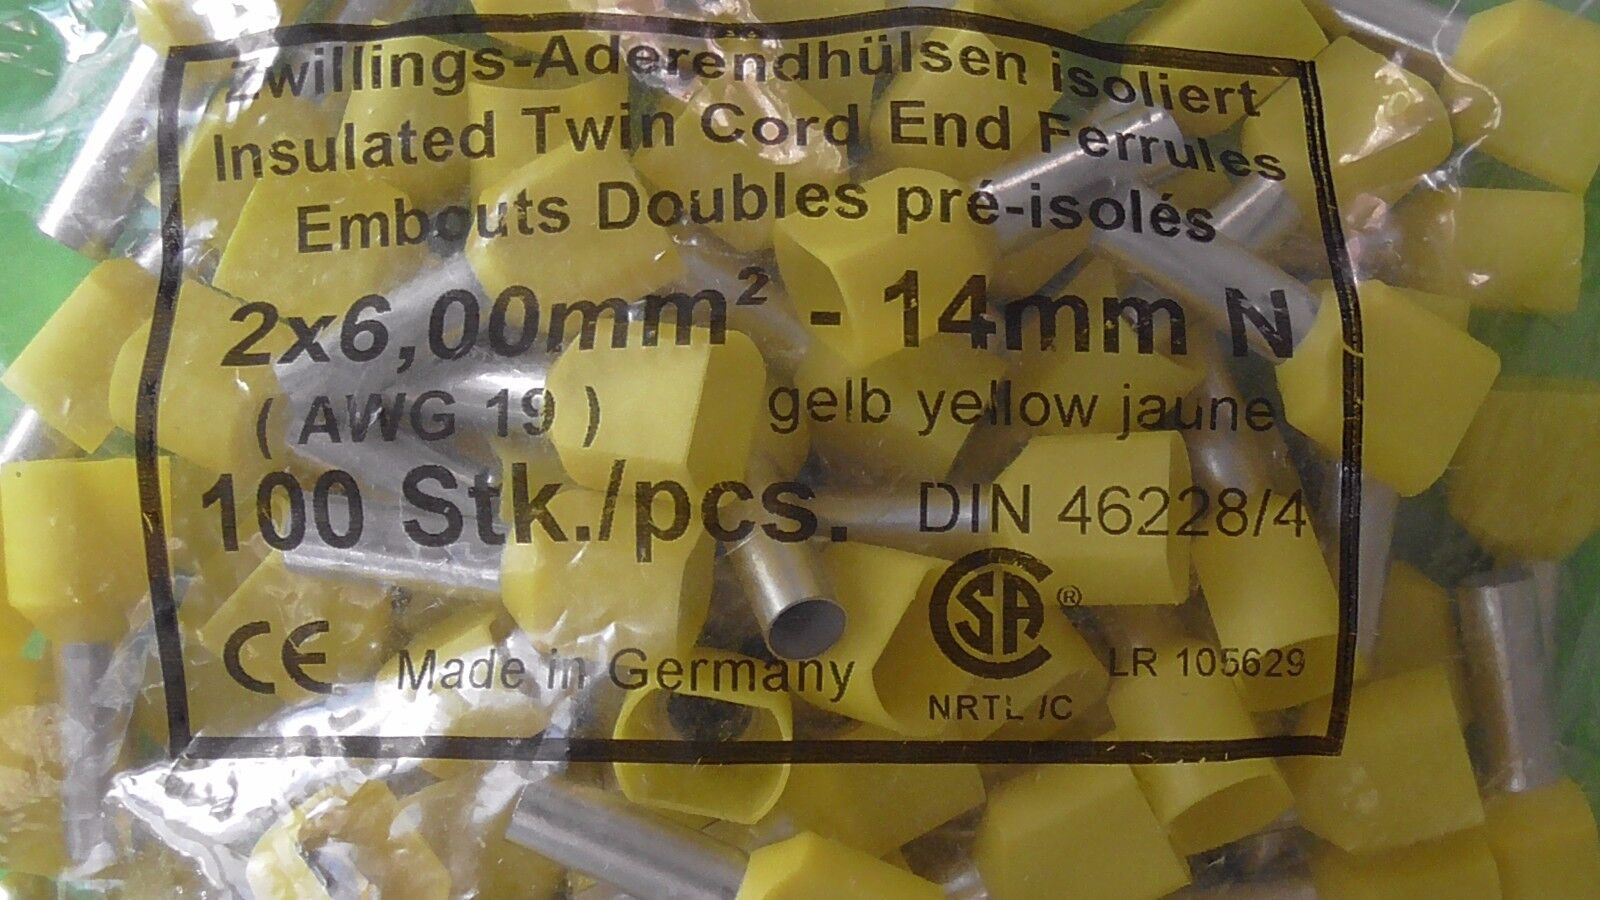 Zwillings-Aderendhülsen isoliert
Insulated Twin Cord End Ferrules
Embouts Doubles pré-isolés
2x6,00mm² - 14mm N
( AWG 19 ) gelb yellow jaune
100 Stk./pcs. DIN 46228/4
CE Made in Germany CSA ® LR 105629
NRTL /C